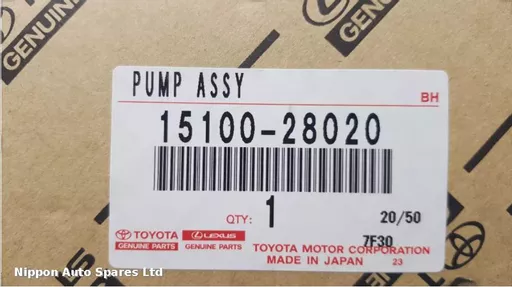 GENUINE
TOYOTA
GENUINE
PUMP ASSY
BH
15100-28020
QTY: 1
20/50
TOYOTA
GENUINE PARTS
LEXUS
GENUINE PARTS
7F30
TOYOTA MOTOR CORPORATION
MADE IN JAPAN 23
Nippon Auto Spares Ltd